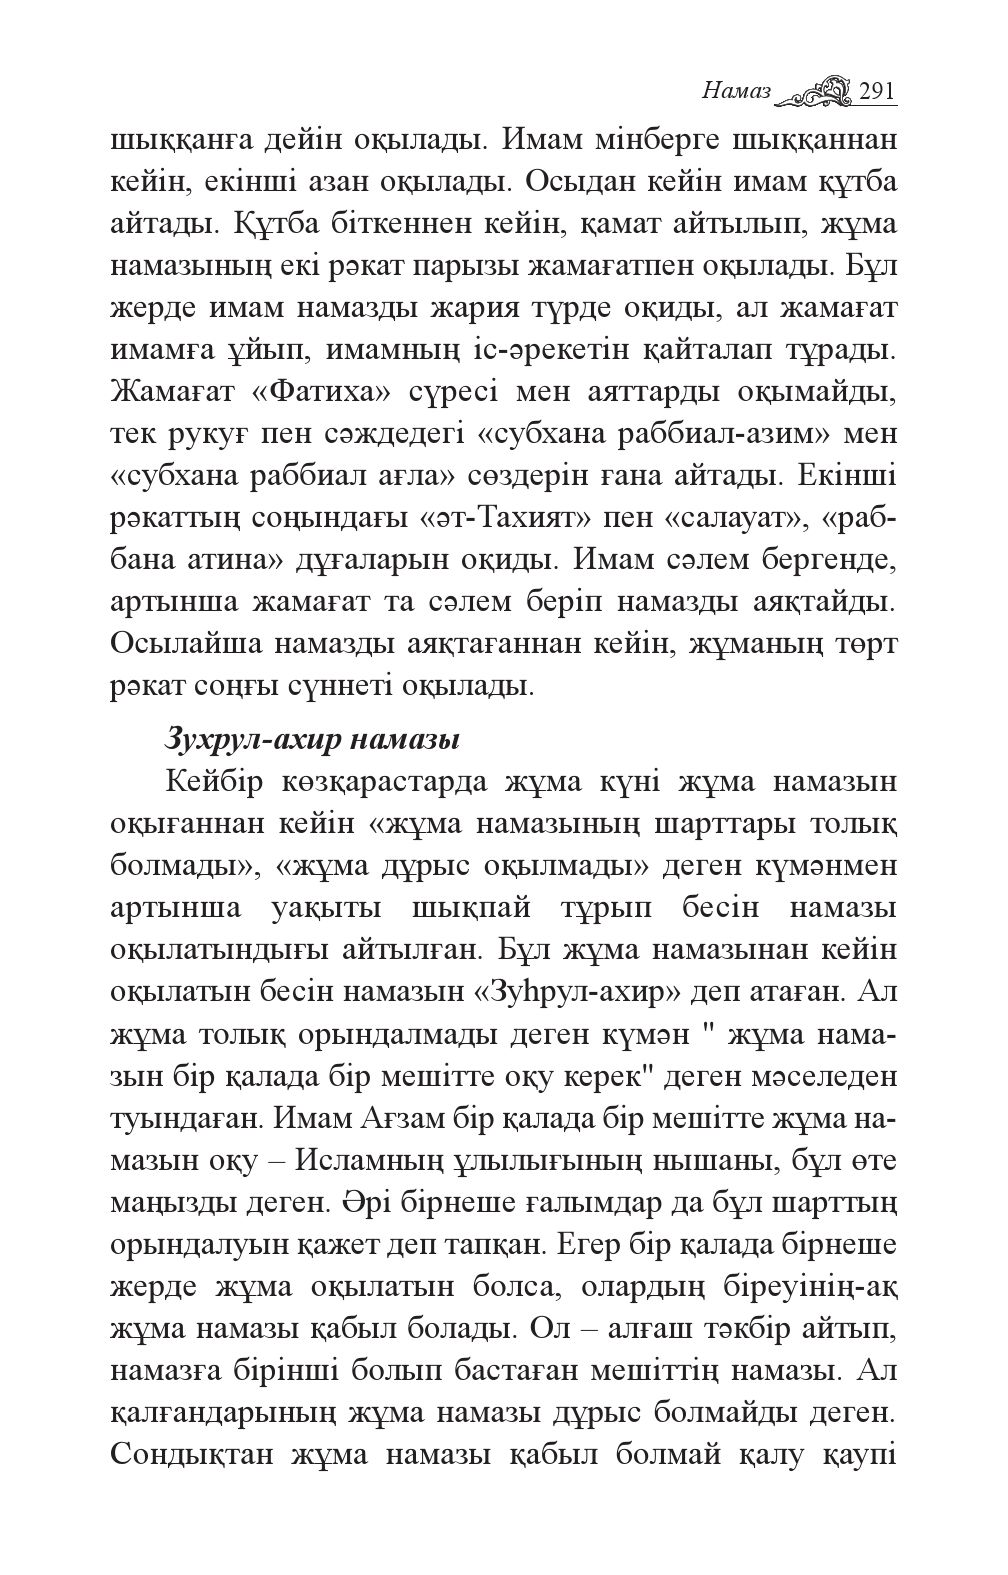 Намаз 291
шыққанға дейін оқылады. Имам мінберге шыққаннан
кейін, екінші азан оқылады. Осыдан кейін имам құтба
айтады. Құтба біткеннен кейін, қамат айтылып, жұма
намазының екі рәкат парызы жамағатпен оқылады. Бұл
жерде имам намазды жария түрде оқиды, ал жамағат
имамға ұйып, имамның іс-әрекетін қайталап тұрады.
Жамағат «Фатиха» сүресі мен аяттарды оқымайды,
тек рукуғ пен сәждедегі «субхана раббиал-азим» мен
«субхана раббиал ағла» сөздерін ғана айтады. Екінші
рәкаттың соңындағы «әт-Тахият» пен «салауат», «раб-
бана атина» дұғаларын оқиды. Имам сәлем бергенде,
артынша жамағат та сәлем беріп намазды аяқтайды.
Осылайша намазды аяқтағаннан кейін, жұманың төрт
рәкат соңғы сүннеті оқылады.
Зухрул-ахир намазы
Кейбір көзқарастарда жұма күні жұма намазын
оқығаннан кейін «жұма намазының шарттары толық
болмады», «жұма дұрыс оқылмады» деген күмәнмен
артынша уақыты шықпай тұрып бесін намазы
оқылатындығы айтылған. Бұл жұма намазынан кейін
оқылатын бесін намазын «Зуһрул-ахир» деп атаған. Ал
жұма толық орындалмады деген күмән " жұма нама-
зын бір қалада бір мешітте оқу керек" деген мәселеден
туындаған. Имам Ағзам бір қалада бір мешітте жұма на-
мазын оқу – Исламның ұлылығының нышаны, бұл өте
маңызды деген. Әрі бірнеше ғалымдар да бұл шарттың
орындалуын қажет деп тапқан. Егер бір қалада бірнеше
жерде жұма оқылатын болса, олардың біреуінің-ақ
жұма намазы қабыл болады. Ол – алғаш тәкбір айтып,
намазға бірінші болып бастаған мешіттің намазы. Ал
қалғандарының жұма намазы дұрыс болмайды деген.
Сондықтан жұма намазы қабыл болмай қалу қаупі